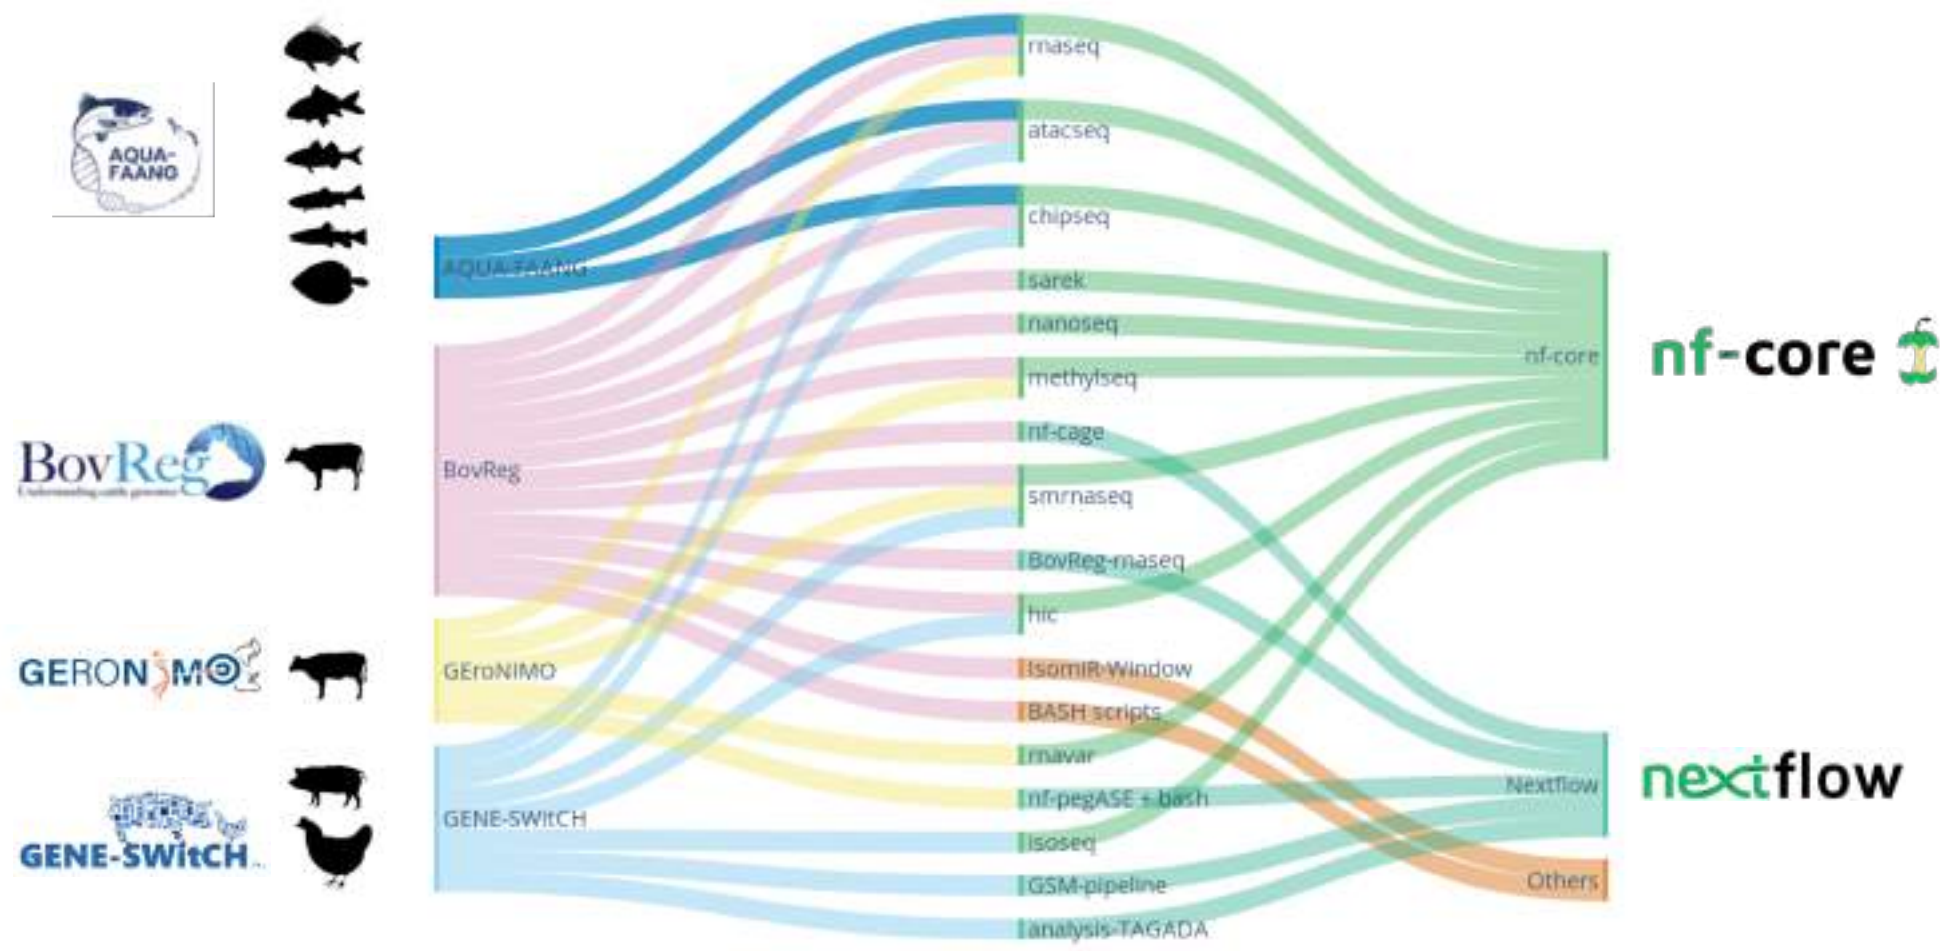 AQUA-
FAANG
AQUA-FAANG
BovReg
Understanding cattle genomes
BovReg
GERONIMO
GEroNIMO
GENE-SWitCH
GENE-SWitCH
rnaseq
atacseq
chipseq
sarek
nanoseq
methylseq
nf-cage
smrnaseq
BovReg-rnaseq
hic
IsomiR-Window
BASH scripts
rnavar
nf-pegASE + bash
isoseq
GSM-pipeline
analysis-TAGADA
nf-core
Nextflow
Others
nf-core
nextflow